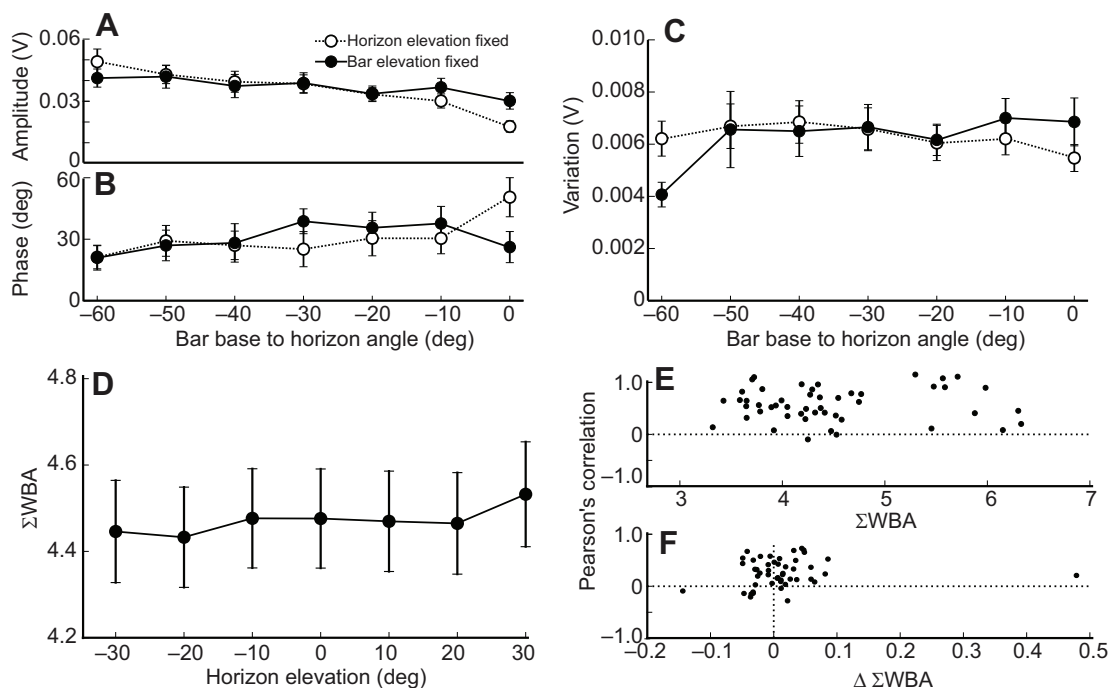 A
Amplitude (V)
0.06
0.03
0
Horizon elevation fixed
Bar elevation fixed
B
Phase (deg)
60
30
0
–60 –50 –40 –30 –20 –10 0
Bar base to horizon angle (deg)
C
Variation (V)
0.010
0.008
0.006
0.004
0.002
0
–60 –50 –40 –30 –20 –10 0
Bar base to horizon angle (deg)
D
ΣWBA
4.8
4.6
4.4
4.2
–30 –20 –10 0 10 20 30
Horizon elevation (deg)
E
Pearson's correlation
1.0
0
–1.0
3 4 5 6 7
ΣWBA
F
1.0
0
–1.0
–0.2 –0.1 0 0.1 0.2 0.3 0.4 0.5
Δ ΣWBA